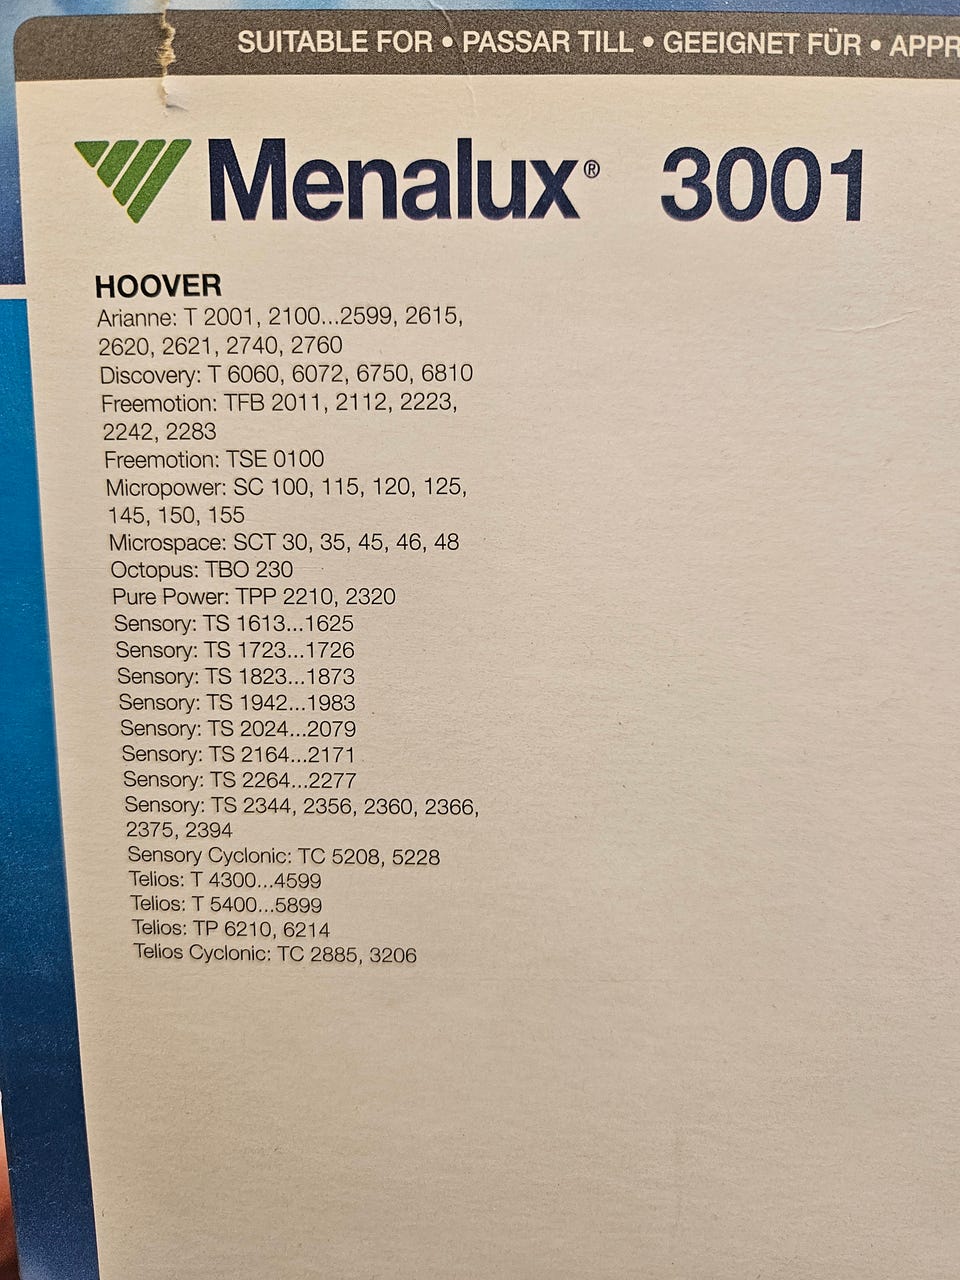 SUITABLE FOR • PASSAR TILL • GEEIGNET FÜR •
Menalux® 3001
HOOVER
Arianne: T 2001, 2100...2599, 2615,
2620, 2621, 2740, 2760
Discovery: T 6060, 6072, 6750, 6810
Freemotion: TFB 2011, 2112, 2223,
2242, 2283
Freemotion: TSE 0100
Micropower: SC 100, 115, 120, 125,
145, 150, 155
Microspace: SCT 30, 35, 45, 46, 48
Octopus: TBO 230
Pure Power: TPP 2210, 2320
Sensory: TS 1613...1625
Sensory: TS 1723...1726
Sensory: TS 1823...1873
Sensory: TS 1942...1983
Sensory: TS 2024...2079
Sensory: TS 2164...2171
Sensory: TS 2264...2277
Sensory: TS 2344, 2356, 2360, 2366,
2375, 2394
Sensory Cyclonic: TC 5208, 5228
Telios: T 4300...4599
Telios: T 5400...5899
Telios: TP 6210, 6214
Telios Cyclonic: TC 2885, 3206